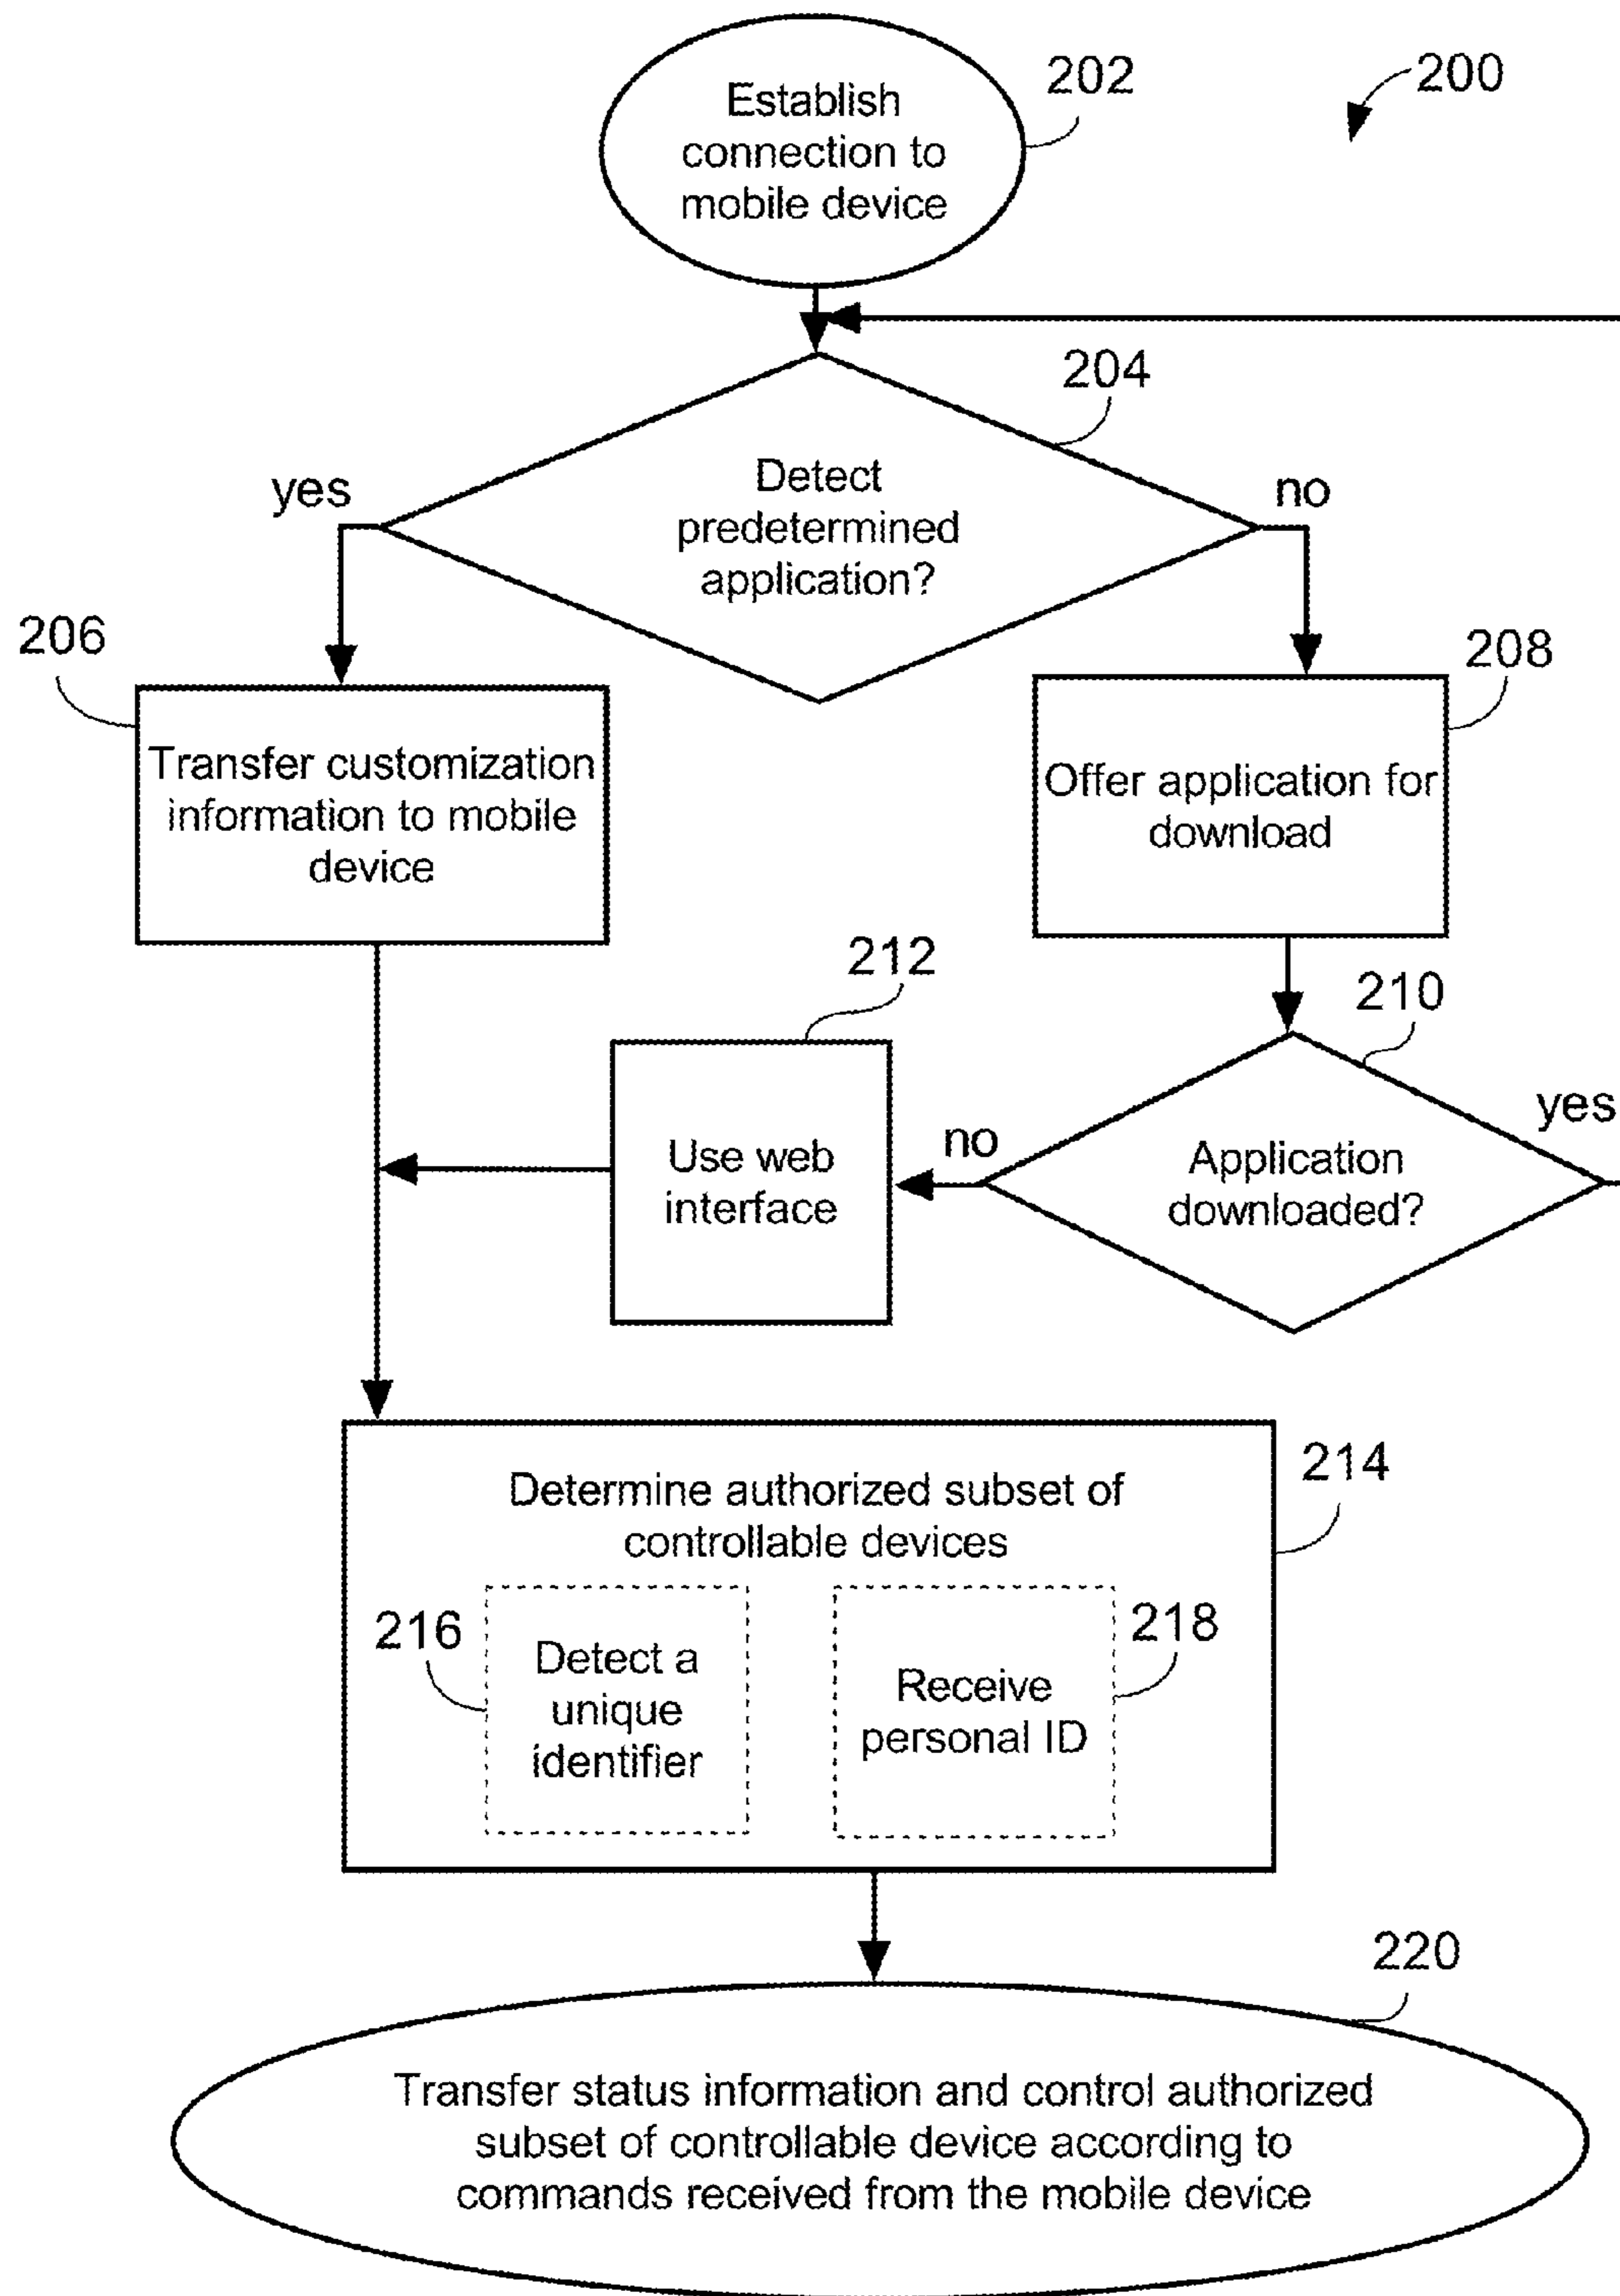 200
202
Establish
connection to
mobile device
204
Detect
predetermined
application?
yes
no
206
Transfer customization
information to mobile
device
208
Offer application for
download
210
Application
downloaded?
yes
no
212
Use web
interface
214
Determine authorized subset of
controllable devices
216
Detect a
unique
identifier
218
Receive
personal ID
220
Transfer status information and control authorized
subset of controllable device according to
commands received from the mobile device